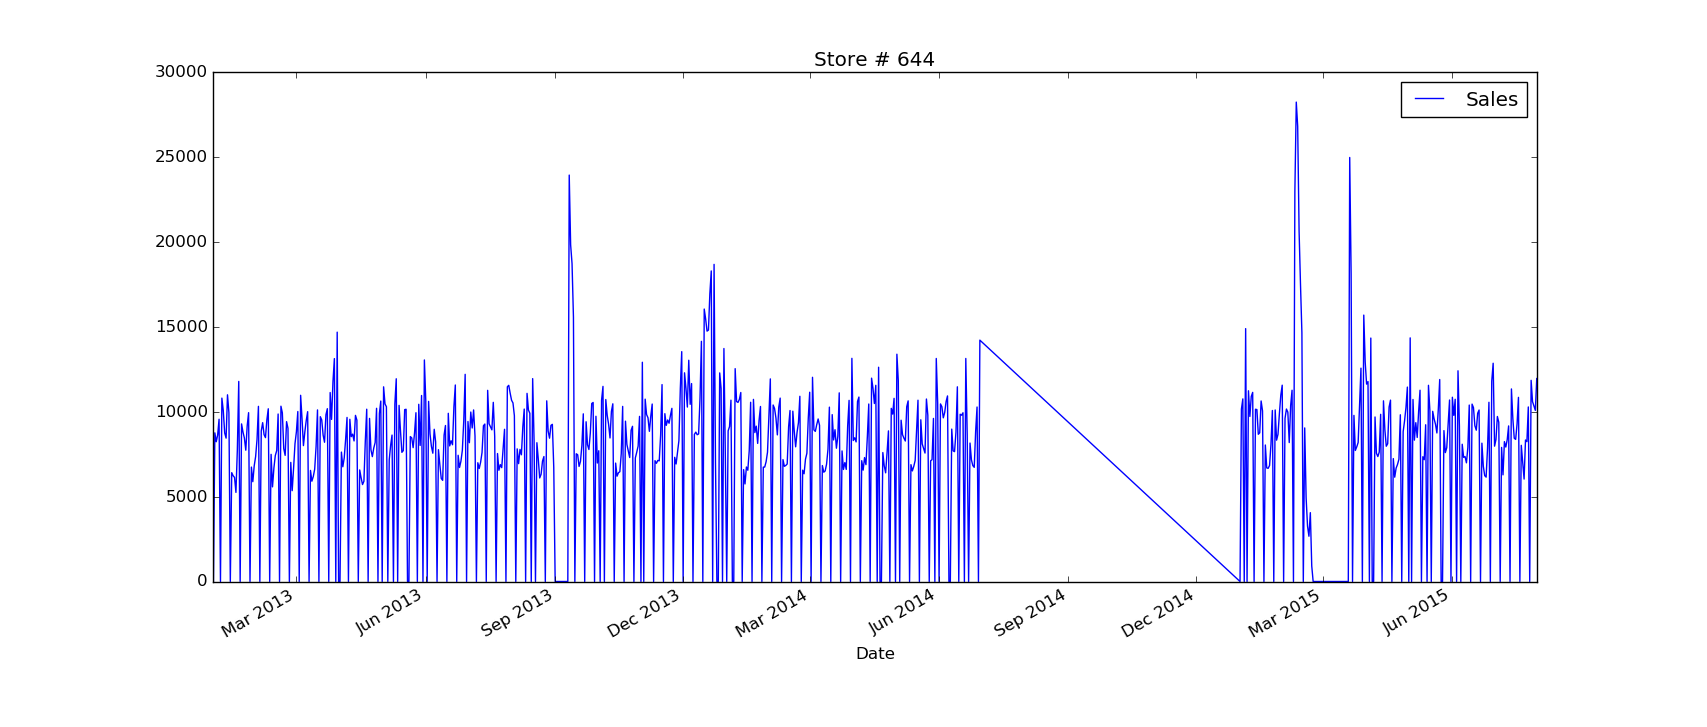 Store # 644
30000
25000
20000
15000
10000
5000
0
Sales
Mar 2013
Jun 2013
Sep 2013
Dec 2013
Mar 2014
Jun 2014
Sep 2014
Dec 2014
Mar 2015
Jun 2015
Date